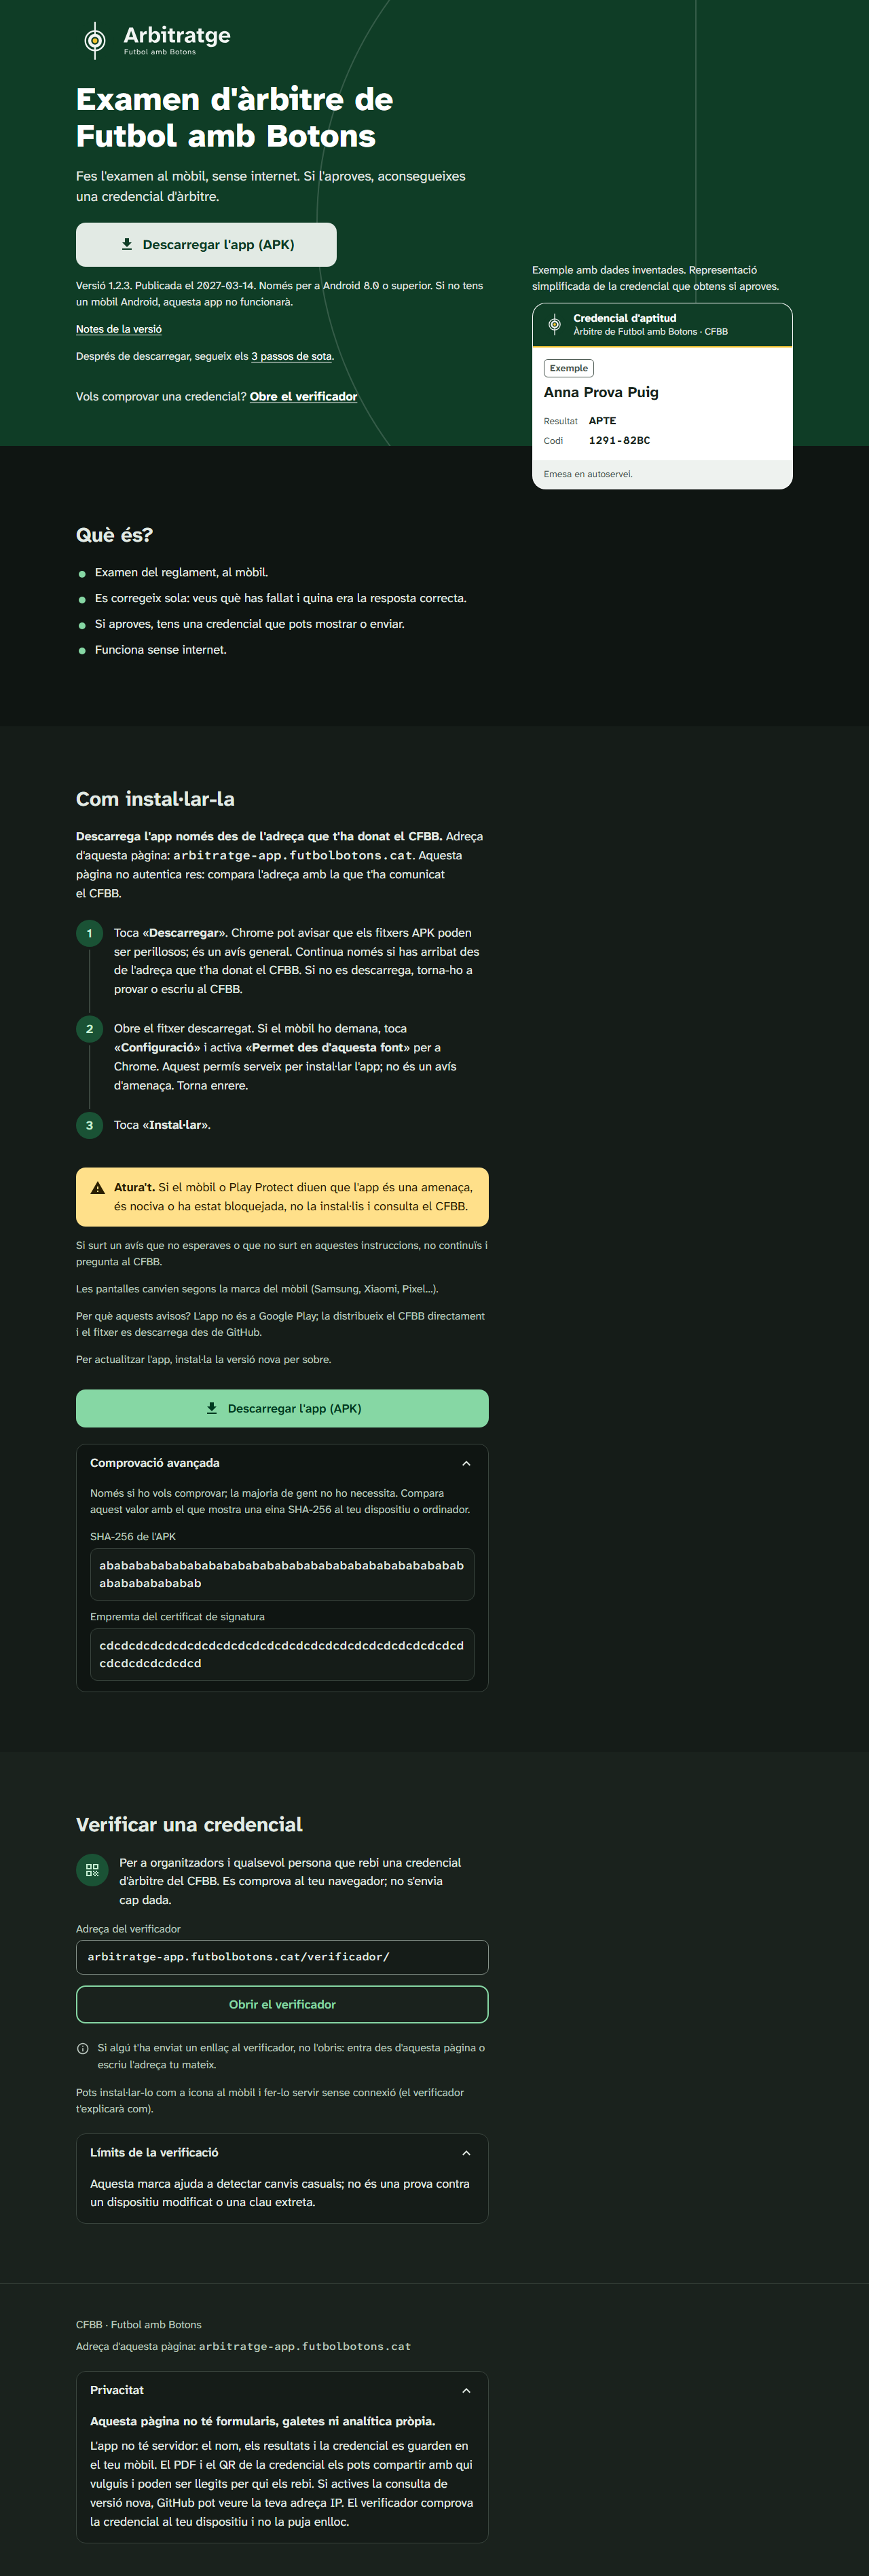 Arbitratge
Futbol amb Botons
Examen d'àrbitre de
Futbol amb Botons
Fes l'examen al mòbil, sense internet. Si l'aproves, aconsegueixes
una credencial d'àrbitre.
Descarregar l'app (APK)
Versió 1.2.3. Publicada el 2027-03-14. Només per a Android 8.0 o superior. Si no tens
un mòbil Android, aquesta app no funcionarà.
Notes de la versió
Després de descarregar, segueix els 3 passos de sota.
Vols comprovar una credencial? Obre el verificador
Exemple amb dades inventades. Representació
simplificada de la credencial que obtens si aproves.
Credencial d'aptitud
Àrbitre de Futbol amb Botons · CFBB
Exemple
Anna Prova Puig
Resultat APTE
Codi 1291-82BC
Emesa en autoservei.
Què és?
Examen del reglament, al mòbil.
Es corregeix sola: veus què has fallat i quina era la resposta correcta.
Si aproves, tens una credencial que pots mostrar o enviar.
Funciona sense internet.
Com instal·lar-la
Descarrega l'app només des de l'adreça que t'ha donat el CFBB. Adreça
d'aquesta pàgina: arbitratge-app.futbolbotons.cat. Aquesta
pàgina no autentica res: compara l'adreça amb la que t'ha comunicat
el CFBB.
1 Toca «Descarregar». Chrome pot avisar que els fitxers APK poden
ser perillosos; és un avís general. Continua només si has arribat des
de l'adreça que t'ha donat el CFBB. Si no es descarrega, torna-ho a
provar o escriu al CFBB.
2 Obre el fitxer descarregat. Si el mòbil ho demana, toca
«Configuració» i activa «Permet des d'aquesta font» per a
Chrome. Aquest permís serveix per instal·lar l'app; no és un avís
d'amenaça. Torna enrere.
3 Toca «Instal·lar».
Atura't. Si el mòbil o Play Protect diuen que l'app és una amenaça,
és nociva o ha estat bloquejada, no la instal·lis i consulta el CFBB.
Si surt un avís que no esperaves o que no surt en aquestes instruccions, no continuïs i
pregunta al CFBB.
Les pantalles canvien segons la marca del mòbil (Samsung, Xiaomi, Pixel…).
Per què aquests avisos? L'app no és a Google Play; la distribueix el CFBB directament
i el fitxer es descarrega des de GitHub.
Per actualitzar l'app, instal·la la versió nova per sobre.
Descarregar l'app (APK)
Comprovació avançada
Només si ho vols comprovar; la majoria de gent no ho necessita. Compara
aquest valor amb el que mostra una eina SHA-256 al teu dispositiu o ordinador.
SHA-256 de l'APK
abababababababababababababababababababababababababab
abababababab
Empremta del certificat de signatura
cdcdcdcdcdcdcdcdcdcdcdcdcdcdcdcdcdcdcdcdcdcdcdcdcd
cdcdcdcdcdcdcd
Verificar una credencial
Per a organitzadors i qualsevol persona que rebi una credencial
d'àrbitre del CFBB. Es comprova al teu navegador; no s'envia
cap dada.
Adreça del verificador
arbitratge-app.futbolbotons.cat/verificador/
Obrir el verificador
Si algú t'ha enviat un enllaç al verificador, no l'obris: entra des d'aquesta pàgina o
escriu l'adreça tu mateix.
Pots instal·lar-lo com a icona al mòbil i fer-lo servir sense connexió (el verificador
t'explicarà com).
Límits de la verificació
Aquesta marca ajuda a detectar canvis casuals; no és una prova contra
un dispositiu modificat o una clau extreta.
CFBB · Futbol amb Botons
Adreça d'aquesta pàgina: arbitratge-app.futbolbotons.cat
Privacitat
Aquesta pàgina no té formularis, galetes ni analítica pròpia.
L'app no té servidor: el nom, els resultats i la credencial es guarden en
el teu mòbil. El PDF i el QR de la credencial els pots compartir amb qui
vulguis i poden ser llegits per qui els rebi. Si actives la consulta de
versió nova, GitHub pot veure la teva adreça IP. El verificador comprova
la credencial al teu dispositiu i no la puja enlloc.